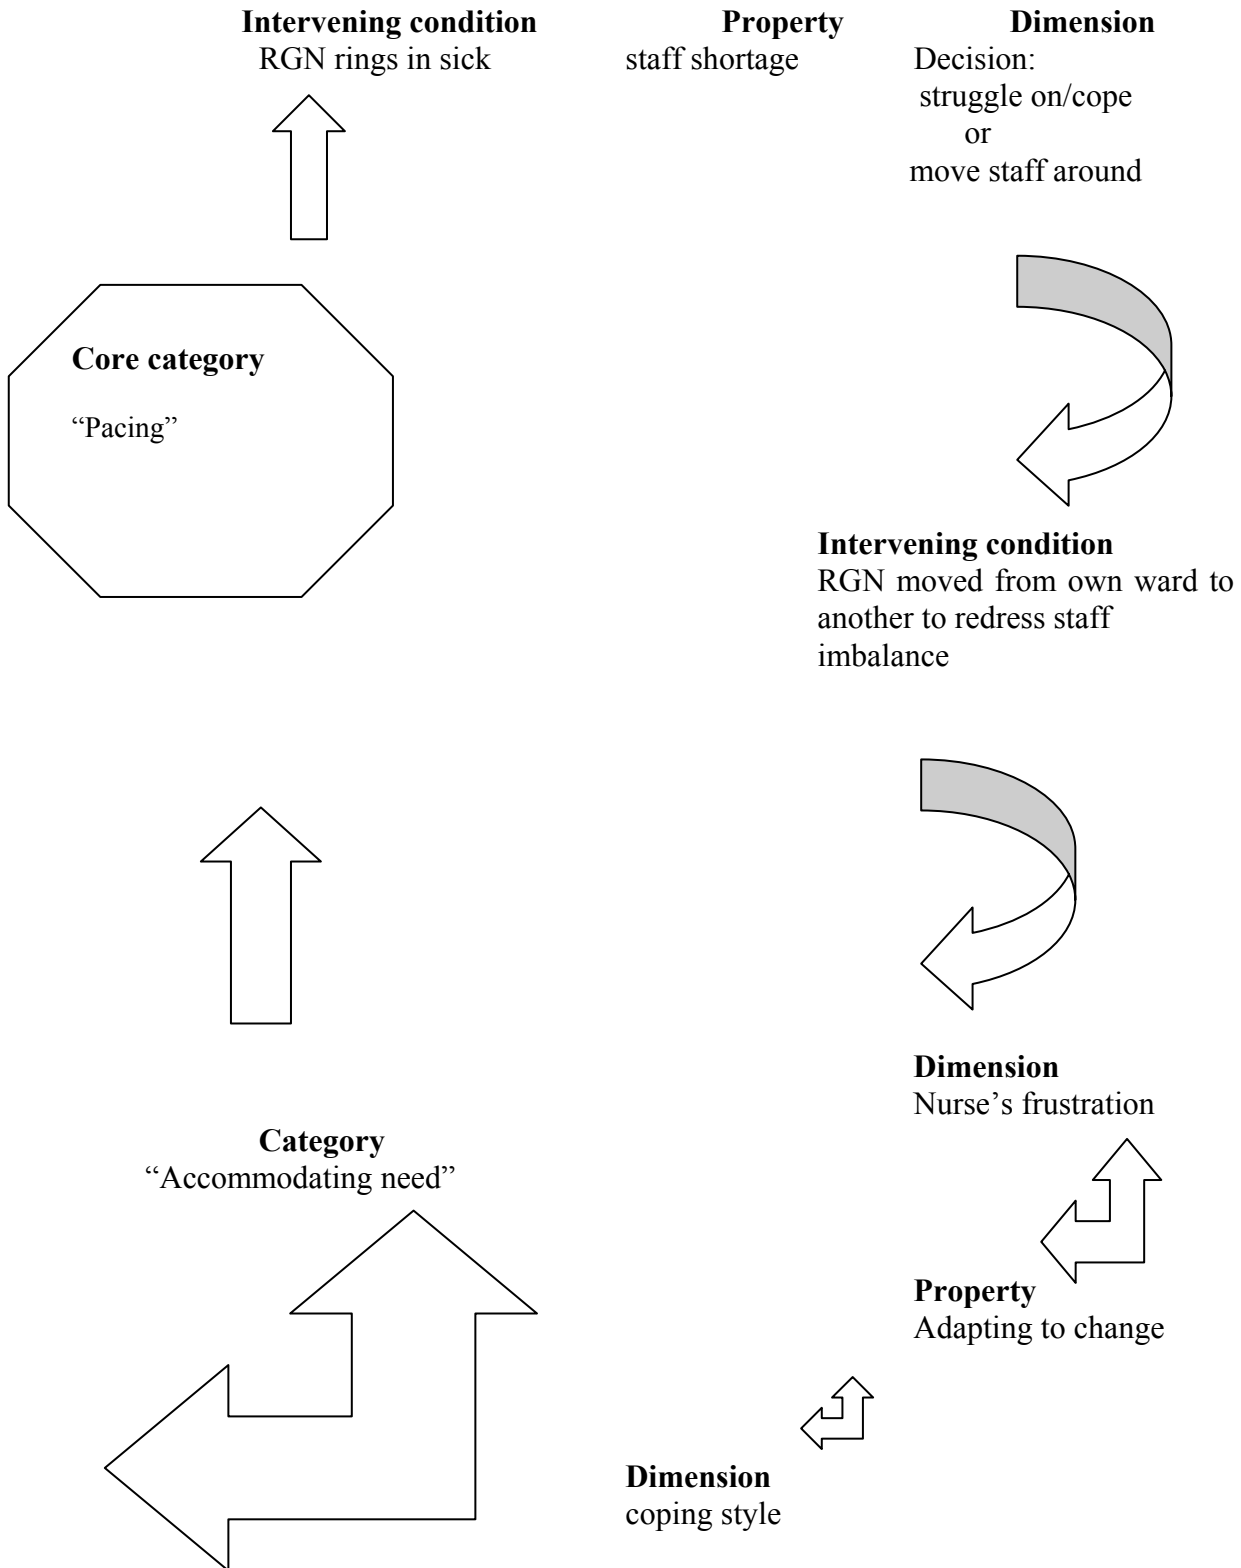 Intervening condition Property Dimension
RGN rings in sick staff shortage Decision:
struggle on/cope
or
move staff around
Core category
“Pacing”
Intervening condition
RGN moved from own ward to
another to redress staff
imbalance
Dimension
Nurse’s frustration
Category
“Accommodating need”
Property
Adapting to change
Dimension
coping style